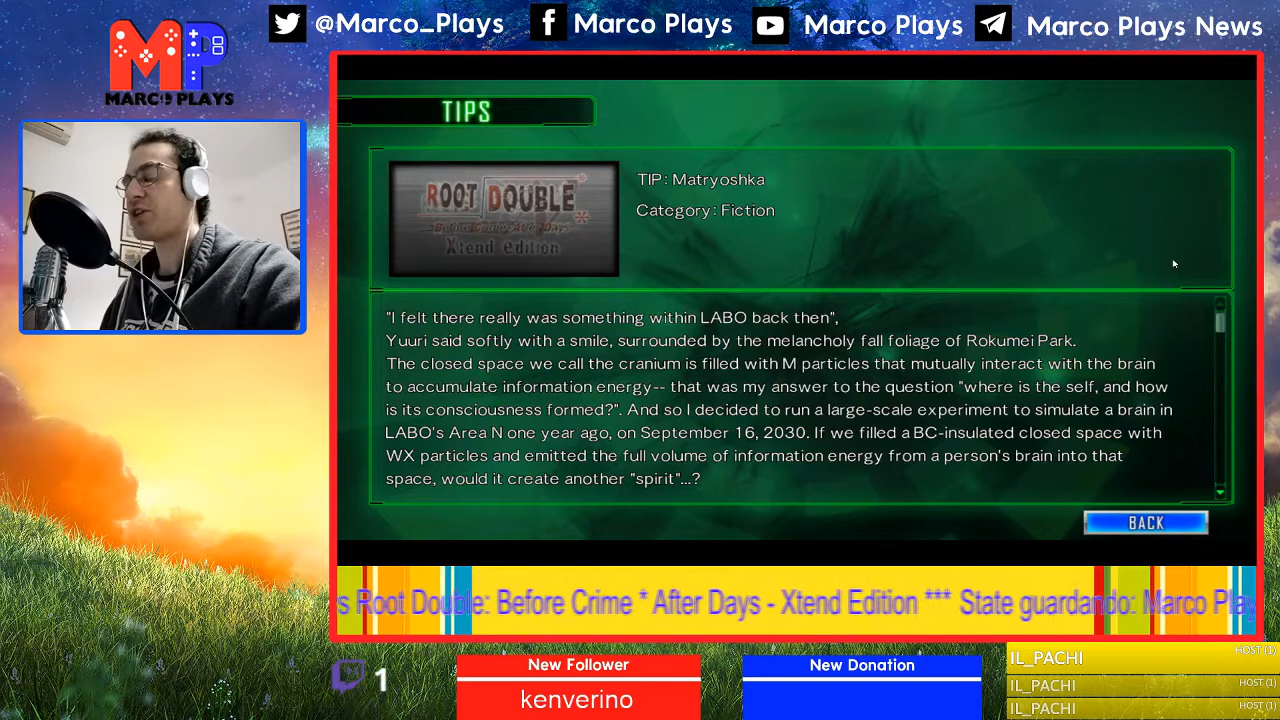 @Marco_Plays
Marco Plays
Marco Plays
Marco Plays News
MP
MARCO PLAYS
TIPS
ROOT DOUBLE
Before Crime * After Days
Xtend edition
TIP: Matryoshka
Category: Fiction
"I felt there really was something within LABO back then",
Yuuri said softly with a smile, surrounded by the melancholy fall foliage of Rokumei Park.
The closed space we call the cranium is filled with M particles that mutually interact with the brain
to accumulate information energy-- that was my answer to the question "where is the self, and how
is its consciousness formed?". And so I decided to run a large-scale experiment to simulate a brain in
LABO's Area N one year ago, on September 16, 2030. If we filled a BC-insulated closed space with
WX particles and emitted the full volume of information energy from a person's brain into that
space, would it create another "spirit"...?
BACK
s Root Double: Before Crime * After Days - Xtend Edition *** State guardando: Marco Play
1
New Follower
kenverino
New Donation
IL_PACHI
HOST (1)
IL_PACHI
HOST (1)
IL_PACHI
HOST (1)